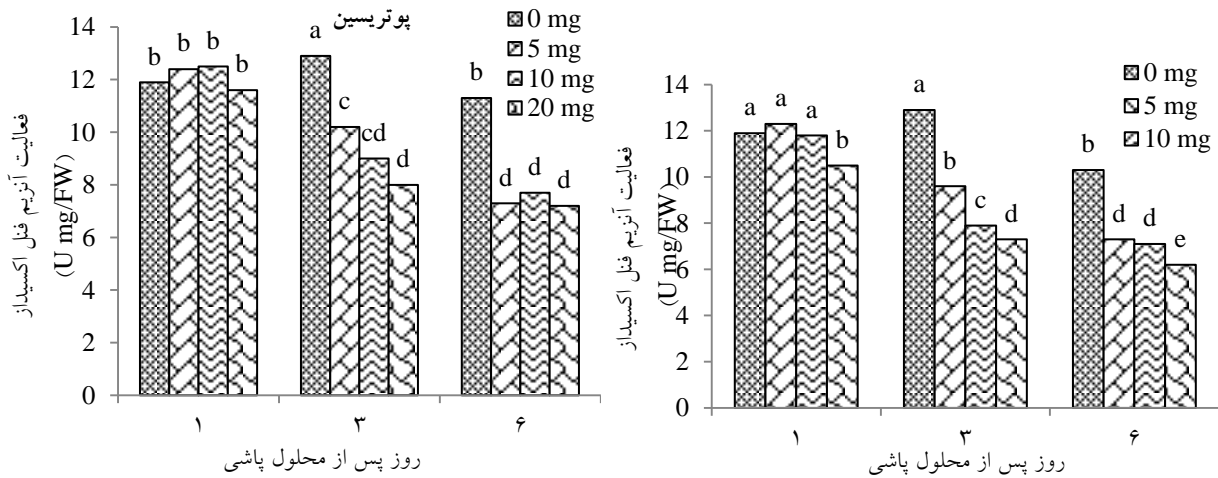 پوتریسین
0 mg
5 mg
10 mg
20 mg
14
12
10
8
6
4
2
0
b b b b
a c cd d
b d d d
فعالیت آنزیم فنل اکسیداز
(U mg/FW)
۱ ۳ ۶
روز پس از محلول پاشی
0 mg
5 mg
10 mg
14
12
10
8
6
4
2
0
a a a b
a b c d
b d d e
فعالیت آنزیم فنل اکسیداز
(U mg/FW)
۱ ۳ ۶
روز پس از محلول پاشی